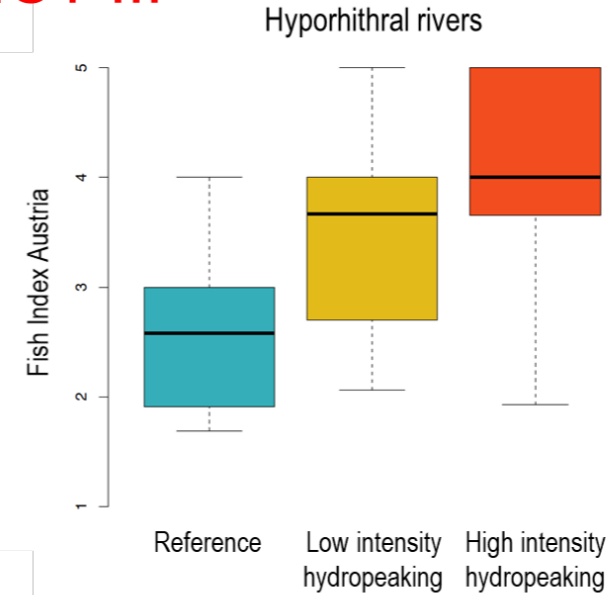 Hyporhithral rivers
Fish Index Austria
5
4
3
2
1
Reference
Low intensity
hydropeaking
High intensity
hydropeaking